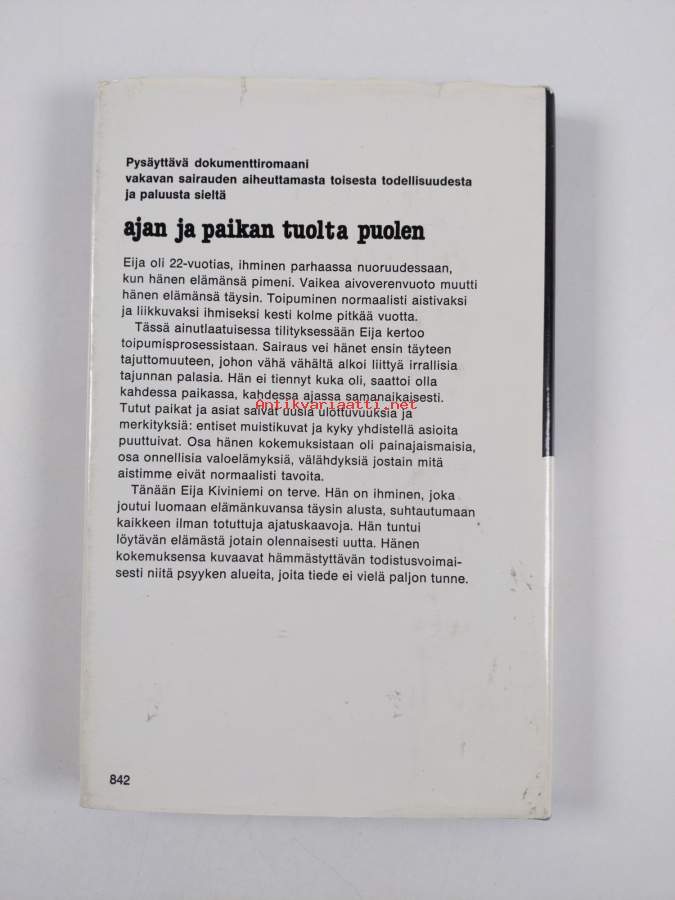 Pysäyttävä dokumenttiromaani
vakavan sairauden aiheuttamasta toisesta todellisuudesta
ja paluusta sieltä
ajan ja paikan tuolta puolen
Eija oli 22-vuotias, ihminen parhaassa nuoruudessaan,
kun hänen elämänsä pimeni. Vaikea aivoverenvuoto muutti
hänen elämänsä täysin. Toipuminen normaalisti aistivaksi
ja liikkuvaksi ihmiseksi kesti kolme pitkää vuotta.
Tässä ainutlaatuisessa tilityksessään Eija kertoo
toipumisprosessistaan. Sairaus vei hänet ensin täyteen
tajuttomuuteen, johon vähä vähältä alkoi liittyä irrallisia
tajunnan palasia. Hän ei tiennyt kuka oli, saattoi olla
kahdessa paikassa, kahdessa ajassa samanaikaisesti.
Antikvariaatti.net
Tutut paikat ja asiat saivat uusia ulottuvuuksia ja
merkityksiä: entiset muistikuvat ja kyky yhdistellä asioita
puuttuivat. Osa hänen kokemuksistaan oli painajaismaisia,
osa onnellisia valoelämyksiä, välähdyksiä jostain mitä
aistimme eivät normaalisti tavoita.
Tänään Eija Kiviniemi on terve. Hän on ihminen, joka
joutui luomaan elämänkuvansa täysin alusta, suhtautumaan
kaikkeen ilman totuttuja ajatuskaavoja. Hän tuntui
löytävän elämästä jotain olennaisesti uutta. Hänen
kokemuksensa kuvaavat hämmästyttävän todistusvoimai-
sesti niitä psyyken alueita, joita tiede ei vielä paljon tunne.
842